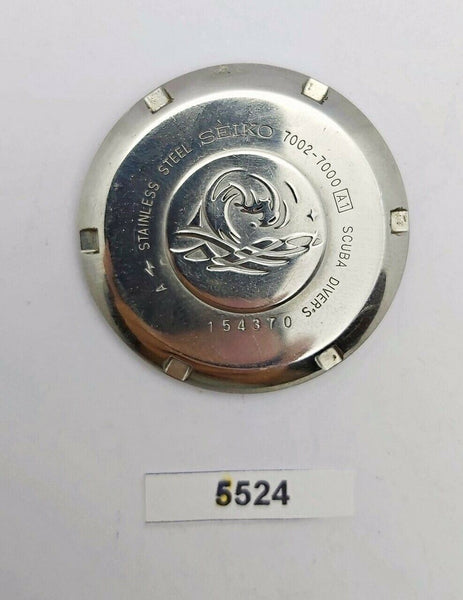 A STAINLESS STEEL SEIKO 7002-7000 A1 SCUBA DIVER'S
154370
5524